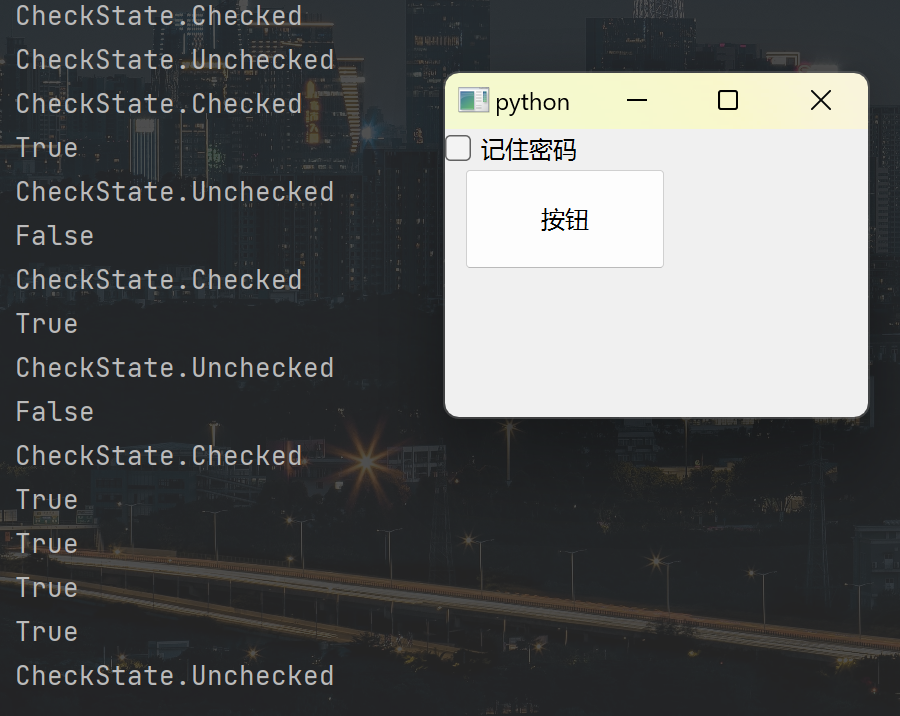 CheckState.Checked
CheckState.Unchecked
CheckState.Checked
True
CheckState.Unchecked
False
CheckState.Checked
True
CheckState.Unchecked
False
CheckState.Checked
True
True
True
True
CheckState.Unchecked
python
记住密码
按钮